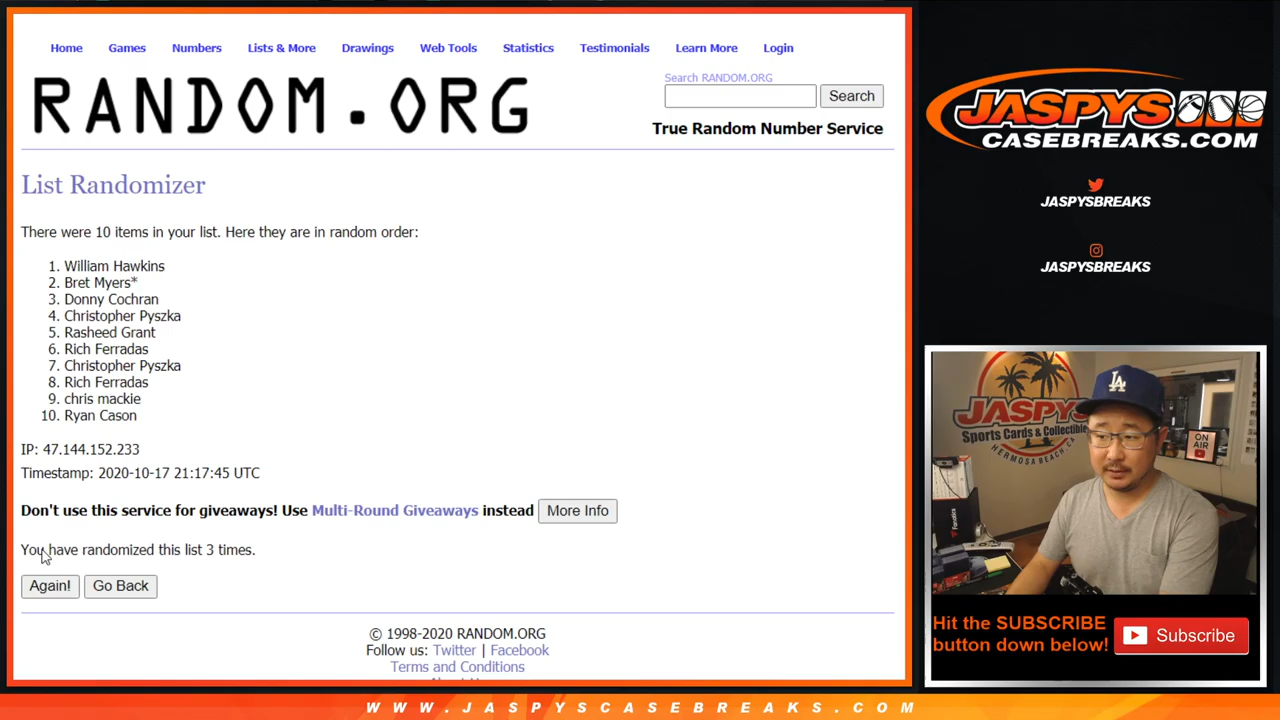 Home Games Numbers Lists & More Drawings Web Tools Statistics Testimonials Learn More Login
RANDOM.ORG
Search RANDOM.ORG
Search
True Random Number Service
List Randomizer
There were 10 items in your list. Here they are in random order:
1. William Hawkins
2. Bret Myers*
3. Donny Cochran
4. Christopher Pyszka
5. Rasheed Grant
6. Rich Ferradas
7. Christopher Pyszka
8. Rich Ferradas
9. chris mackie
10. Ryan Cason
IP: 47.144.152.233
Timestamp: 2020-10-17 21:17:45 UTC
Don't use this service for giveaways! Use Multi-Round Giveaways instead More Info
You have randomized this list 3 times.
Again! Go Back
© 1998-2020 RANDOM.ORG
Follow us: Twitter | Facebook
Terms and Conditions
JASPYS
CASEBREAKS.COM
JASPYSBREAKS
JASPYSBREAKS
JASPYS
Sports Cards & Collectible
HERMOSA BEACH, CA
LA
ON
AIR
Fanatics
Hit the SUBSCRIBE
button down below!
Subscribe
WWW.JASPYSCASEBREAKS.COM